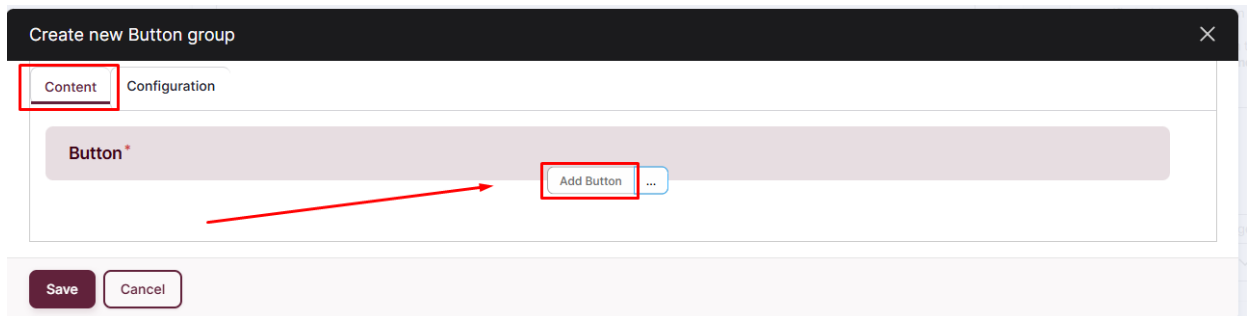 Create new Button group
Content Configuration
Button*
Add Button ...
Save Cancel